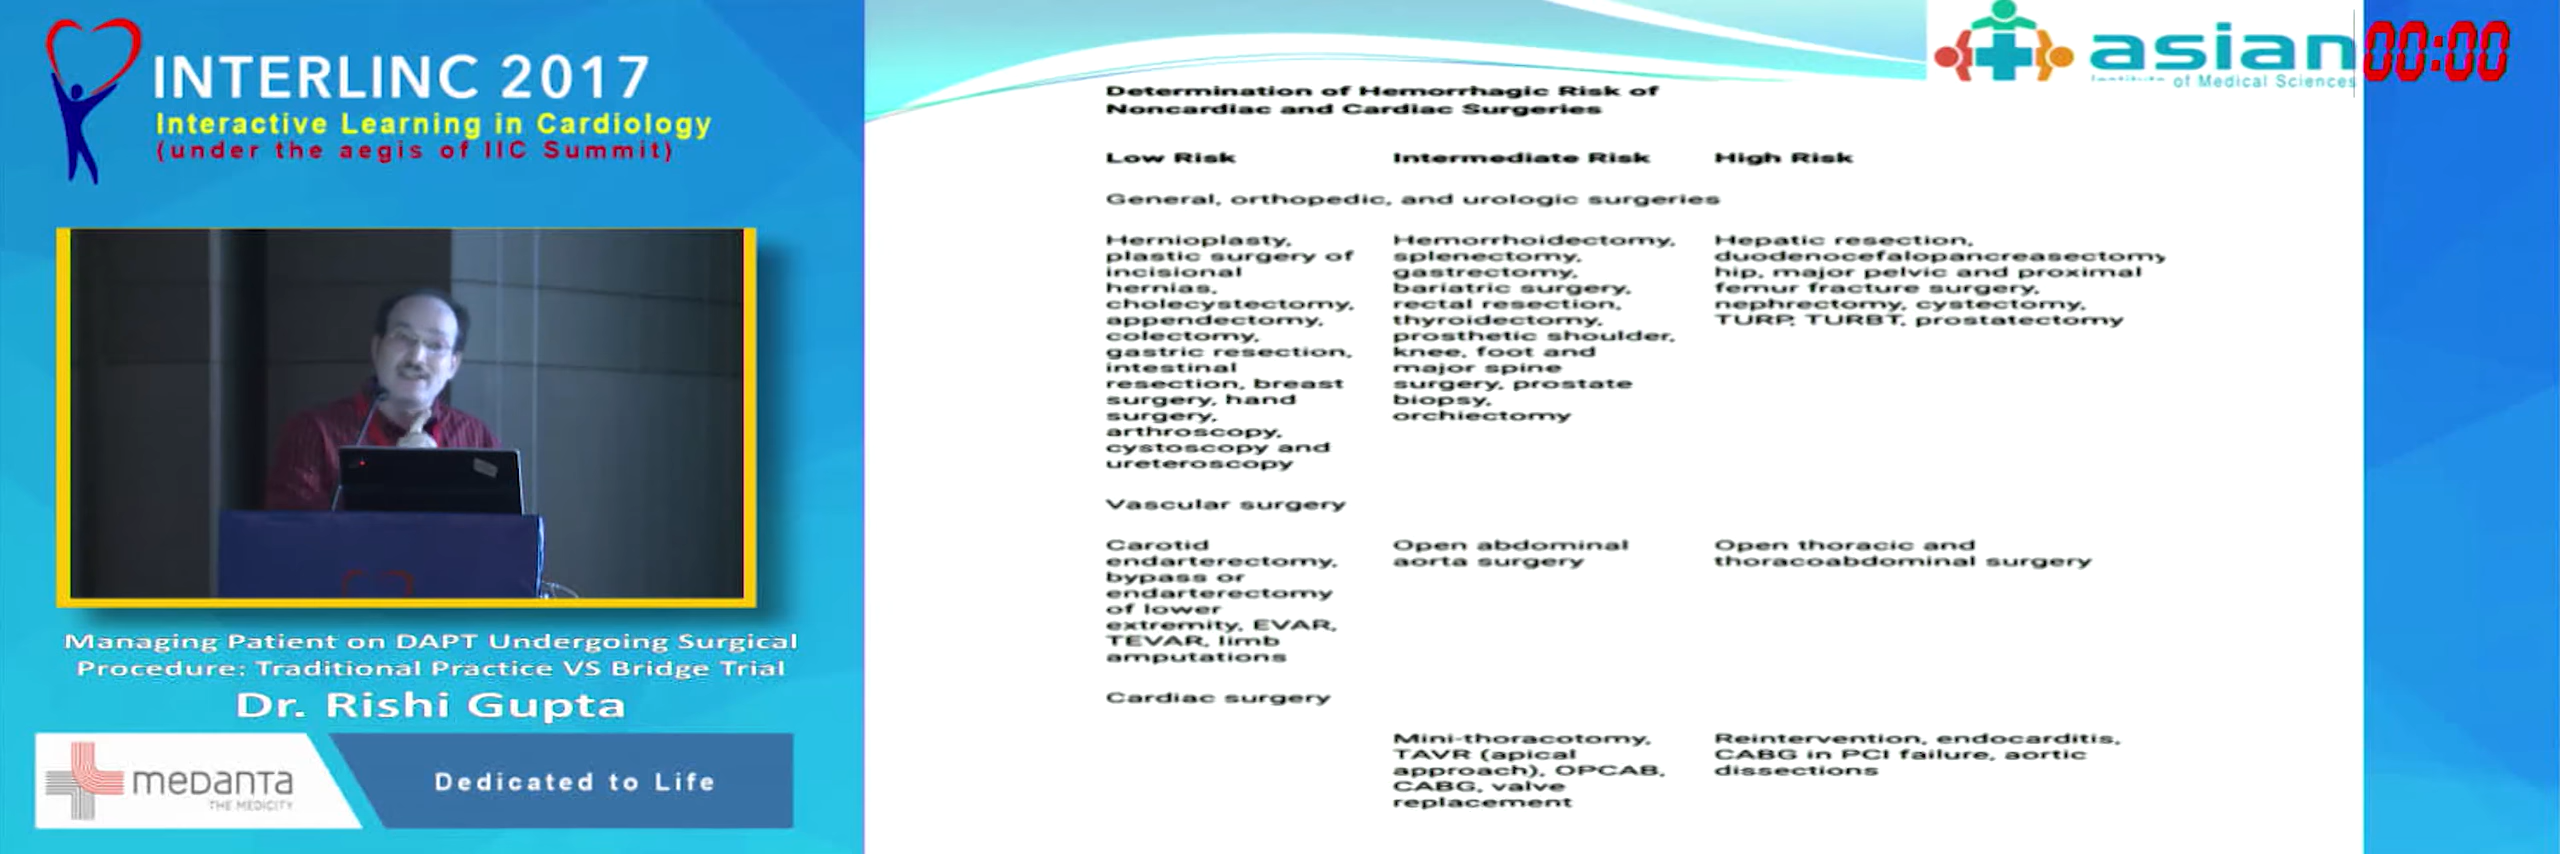 INTERLINC 2017
Interactive Learning in Cardiology
(under the aegis of IIC Summit)
Managing Patient on DAPT Undergoing Surgical
Procedure: Traditional Practice VS Bridge Trial
Dr. Rishi Gupta
medanta
THE MEDICITY
Dedicated to Life
asian
Institute of Medical Sciences
00:00
Determination of Hemorrhagic Risk of
Noncardiac and Cardiac Surgeries
Low Risk
Intermediate Risk
High Risk
General, orthopedic, and urologic surgeries
Hernioplasty,
plastic surgery of
incisional
hernias,
cholecystectomy,
appendectomy,
colectomy,
gastric resection,
intestinal
resection, breast
surgery, hand
surgery,
arthroscopy,
cystoscopy and
ureteroscopy
Hemorrhoidectomy,
splenectomy,
gastrectomy,
bariatric surgery,
rectal resection,
thyroidectomy,
prosthetic shoulder,
knee, foot and
major spine
surgery, prostate
biopsy,
orchiectomy
Hepatic resection,
duodenocefalopancreasectomy
hip, major pelvic and proximal
femur fracture surgery,
nephrectomy, cystectomy,
TURP, TURBT, prostatectomy
Vascular surgery
Carotid
endarterectomy,
bypass or
endarterectomy
of lower
extremity, EVAR,
TEVAR, limb
amputations
Open abdominal
aorta surgery
Open thoracic and
thoracoabdominal surgery
Cardiac surgery
Mini-thoracotomy,
TAVR (apical
approach), OPCAB,
CABG, valve
replacement
Reintervention, endocarditis,
CABG in PCI failure, aortic
dissections